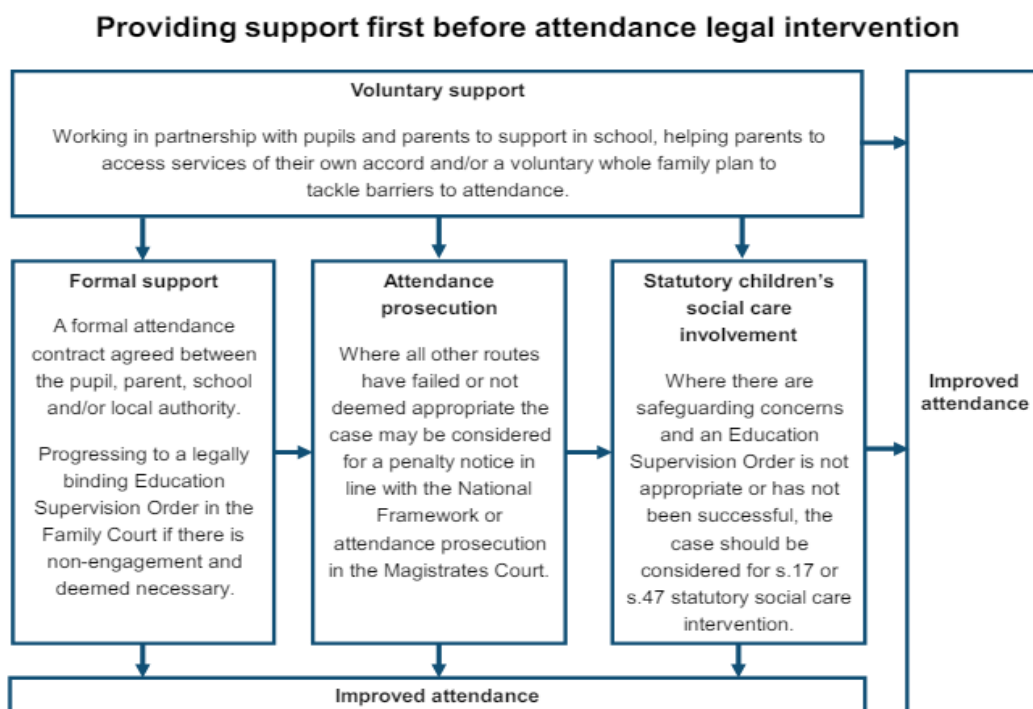 Providing support first before attendance legal intervention
Voluntary support
Working in partnership with pupils and parents to support in school, helping parents to
access services of their own accord and/or a voluntary whole family plan to
tackle barriers to attendance.
Formal support
A formal attendance
contract agreed between
the pupil, parent, school
and/or local authority.
Progressing to a legally
binding Education
Supervision Order in the
Family Court if there is
non-engagement and
deemed necessary.
Attendance
prosecution
Where all other routes
have failed or not
deemed appropriate the
case may be considered
for a penalty notice in
line with the National
Framework or
attendance prosecution
in the Magistrates Court.
Statutory children's
social care
involvement
Where there are
safeguarding concerns
and an Education
Supervision Order is not
appropriate or has not
been successful, the
case should be
considered for s.17 or
s.47 statutory social care
intervention.
Improved
attendance
Improved attendance